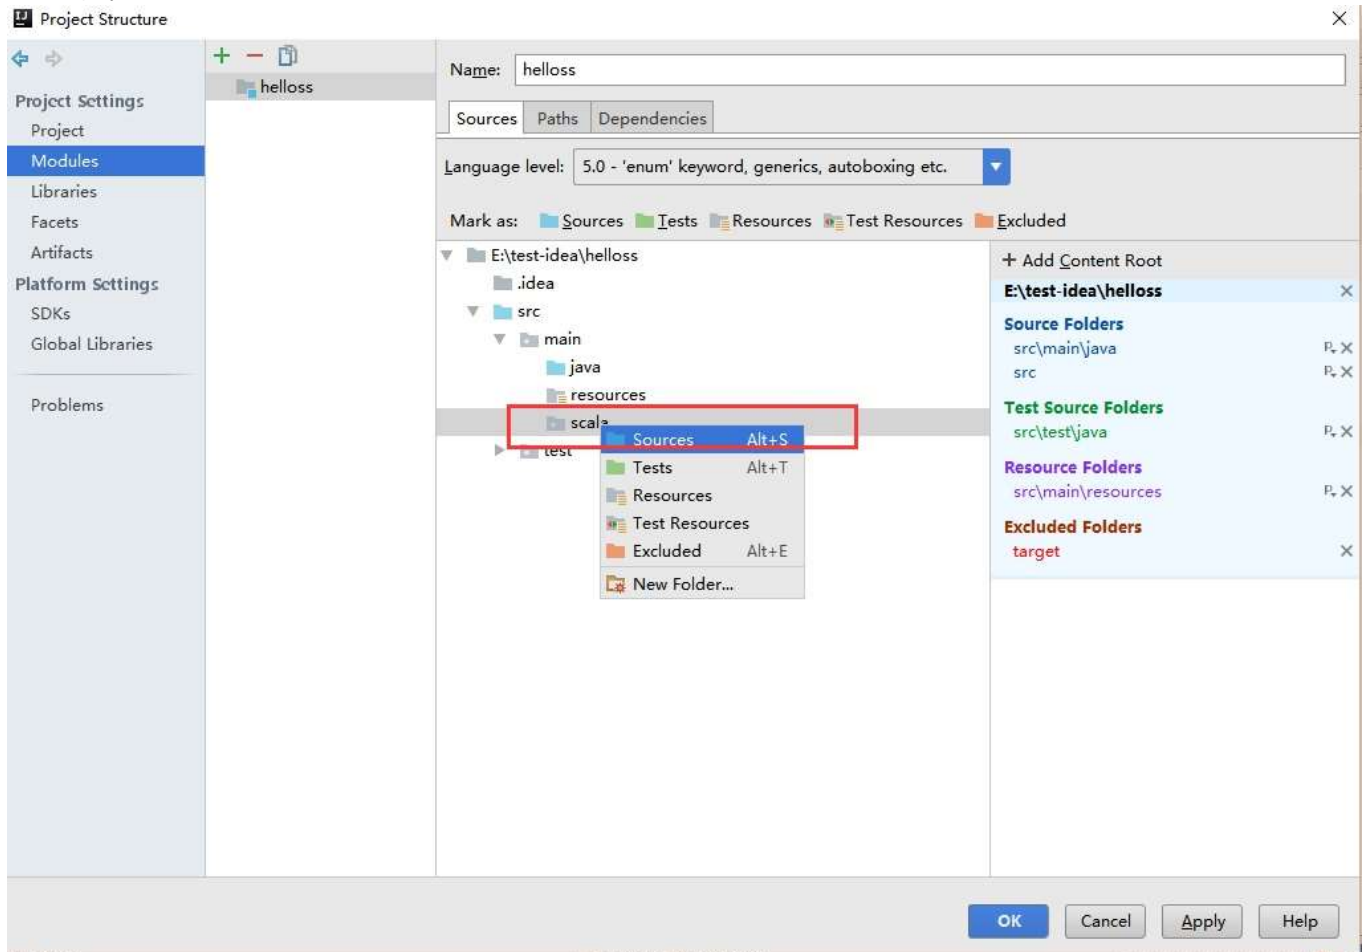 Project Structure
Project Settings
Project
Modules
Libraries
Facets
Artifacts
Platform Settings
SDKs
Global Libraries
Problems
helloss
Name: helloss
Sources Paths Dependencies
Language level: 5.0 - 'enum' keyword, generics, autoboxing etc.
Mark as: Sources Tests Resources Test Resources Excluded
E:\test-idea\helloss
.idea
src
main
java
resources
scala
test
Sources Alt+S
Tests Alt+T
Resources
Test Resources
Excluded Alt+E
New Folder...
+ Add Content Root
E:\test-idea\helloss
Source Folders
src\main\java
src
Test Source Folders
src\test\java
Resource Folders
src\main\resources
Excluded Folders
target
OK Cancel Apply Help